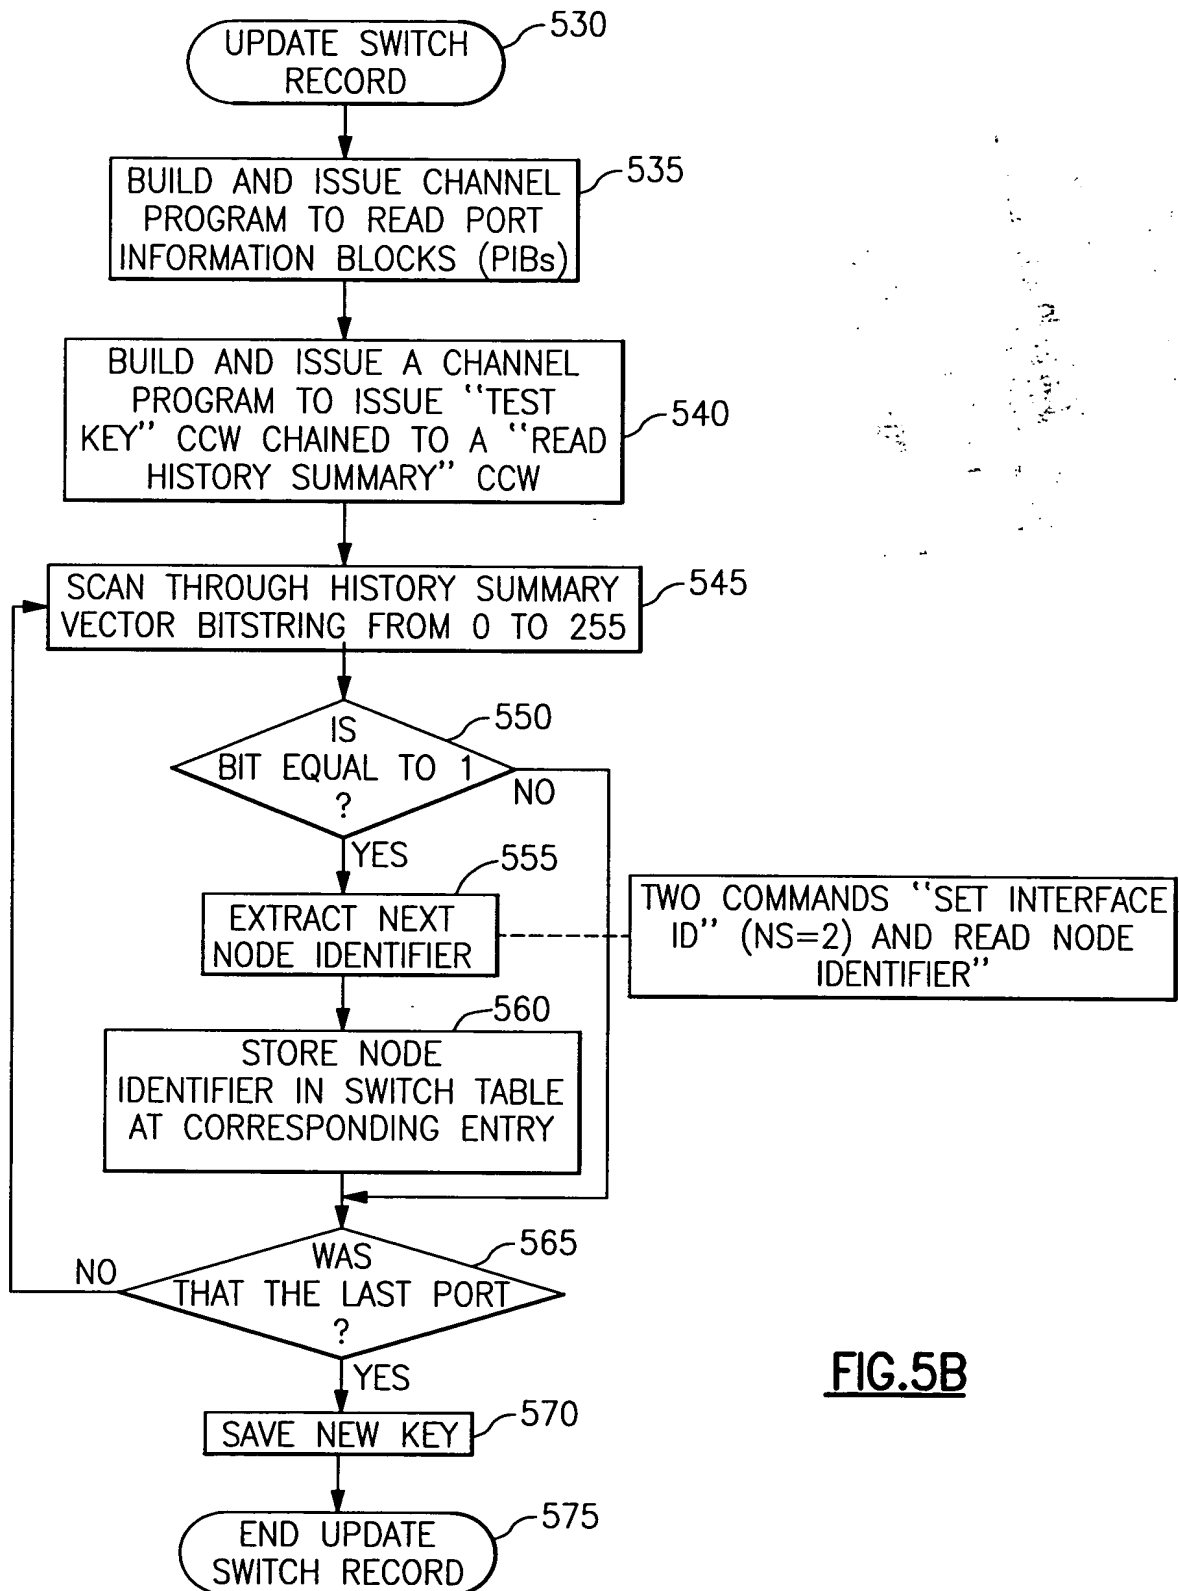 530
UPDATE SWITCH
RECORD
535
BUILD AND ISSUE CHANNEL
PROGRAM TO READ PORT
INFORMATION BLOCKS (PIBs)
540
BUILD AND ISSUE A CHANNEL
PROGRAM TO ISSUE "TEST
KEY" CCW CHAINED TO A "READ
HISTORY SUMMARY" CCW
545
SCAN THROUGH HISTORY SUMMARY
VECTOR BITSTRING FROM 0 TO 255
550
IS
BIT EQUAL TO 1
?
NO
YES
555
EXTRACT NEXT
NODE IDENTIFIER
TWO COMMANDS "SET INTERFACE
ID" (NS=2) AND READ NODE
IDENTIFIER"
560
STORE NODE
IDENTIFIER IN SWITCH TABLE
AT CORRESPONDING ENTRY
565
WAS
THAT THE LAST PORT
?
NO
YES
570
SAVE NEW KEY
575
END UPDATE
SWITCH RECORD
FIG.5B